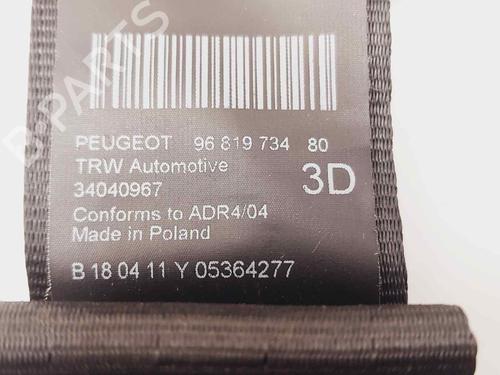 B-PARTS
PEUGEOT 96 819 734 80
TRW Automotive
34040967
3D
Conforms to ADR4/04
Made in Poland
B 18 04 11 Y 05364277